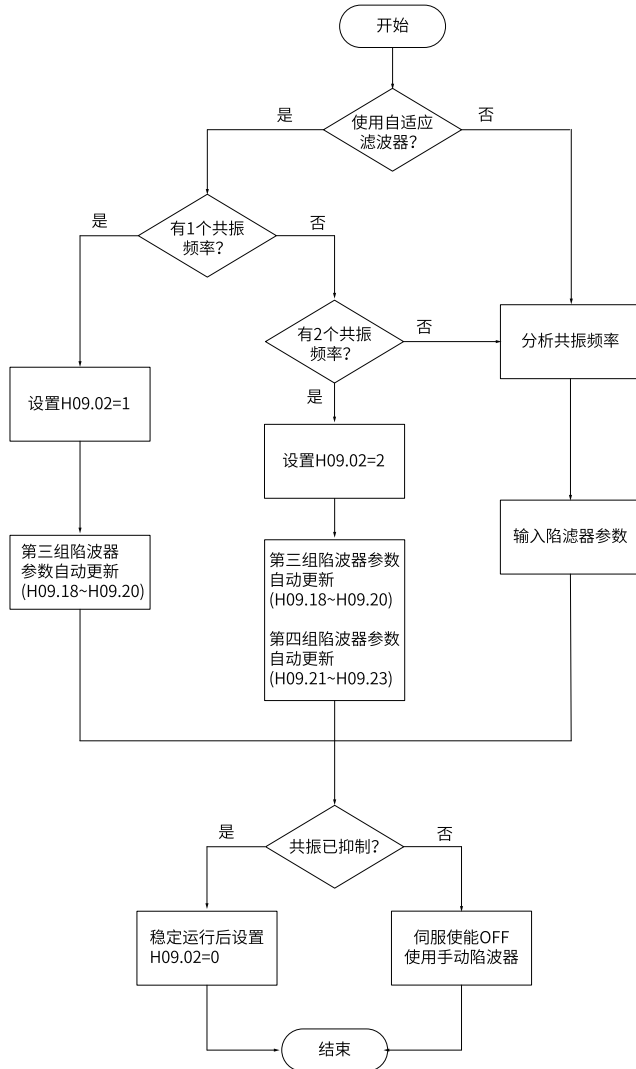 开始
使用自适应
滤波器？
是
否
有1个共振
频率？
是
否
有2个共振
频率？
否
是
分析共振频率
设置H09.02=1
设置H09.02=2
输入陷滤器参数
第三组陷波器
参数自动更新
(H09.18~H09.20)
第三组陷波器参数
自动更新
(H09.18~H09.20)
第四组陷波器参数
自动更新
(H09.21~H09.23)
共振已抑制？
是
否
稳定运行后设置
H09.02=0
伺服使能OFF
使用手动陷波器
结束